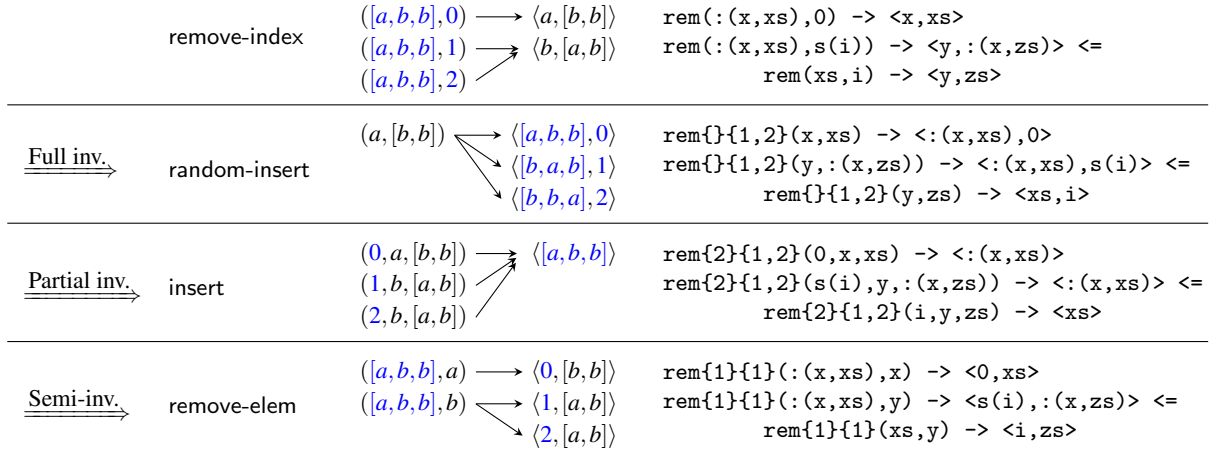 remove-index ([a,b,b],0) ⟶ ⟨a,[b,b]⟩ rem(:(x,xs),0) -> <x,xs>
([a,b,b],1) ⟶ ⟨b,[a,b]⟩ rem(:(x,xs),s(i)) -> <y,:(x,zs)> <=
([a,b,b],2) rem(xs,i) -> <y,zs>
Full inv. random-insert (a,[b,b]) ⟶ ⟨[a,b,b],0⟩ rem{}{1,2}(x,xs) -> <:(x,xs),0>
⟨[b,a,b],1⟩ rem{}{1,2}(y,:(x,zs)) -> <:(x,xs),s(i)> <=
⟨[b,b,a],2⟩ rem{}{1,2}(y,zs) -> <xs,i>
Partial inv. insert (0,a,[b,b]) ⟶ ⟨[a,b,b]⟩ rem{2}{1,2}(0,x,xs) -> <:(x,xs)>
(1,b,[a,b]) rem{2}{1,2}(s(i),y,:(x,zs)) -> <:(x,xs)> <=
(2,b,[a,b]) rem{2}{1,2}(i,y,zs) -> <xs>
Semi-inv. remove-elem ([a,b,b],a) ⟶ ⟨0,[b,b]⟩ rem{1}{1}(:(x,xs),x) -> <0,xs>
([a,b,b],b) ⟶ ⟨1,[a,b]⟩ rem{1}{1}(:(x,xs),y) -> <s(i),:(x,zs)> <=
⟨2,[a,b]⟩ rem{1}{1}(xs,y) -> <i,zs>